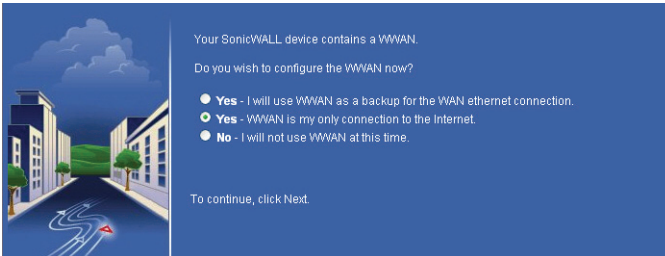 Your SonicWALL device contains a WWAN.
Do you wish to configure the WWAN now?
Yes - I will use WWAN as a backup for the WAN ethernet connection.
Yes - WWAN is my only connection to the Internet.
No - I will not use WWAN at this time.
To continue, click Next.